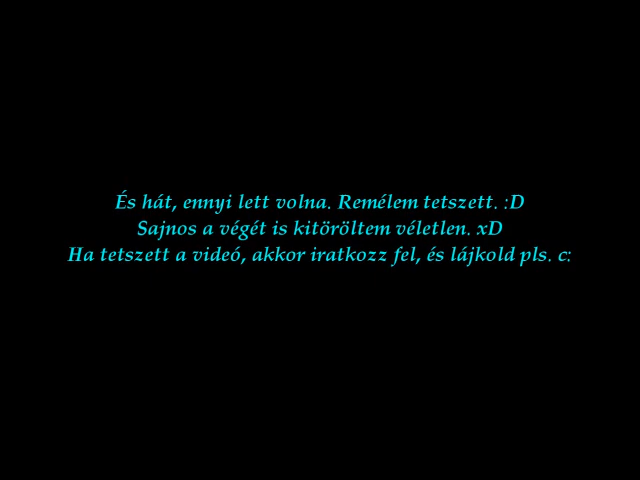 És hát, ennyi lett volna. Remélem tetszett. :D
Sajnos a végét is kitöröltem véletlen. xD
Ha tetszett a videó, akkor iratkozz fel, és lájkold pls. c: